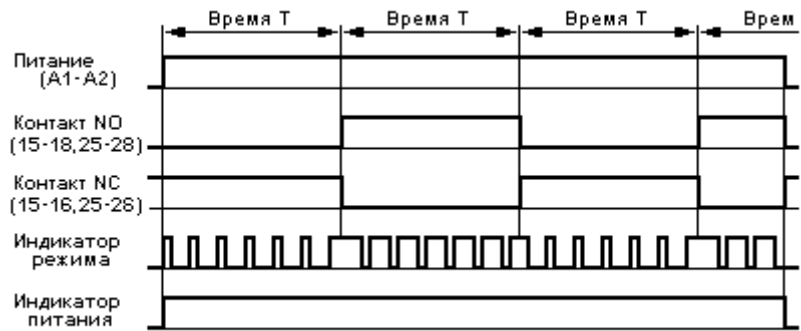 Время Т Время Т Время Т Врем
Питание
(А1-А2)
Контакт NO
(15-18,25-28)
Контакт NC
(15-16,25-26)
Индикатор
режима
Индикатор
питания